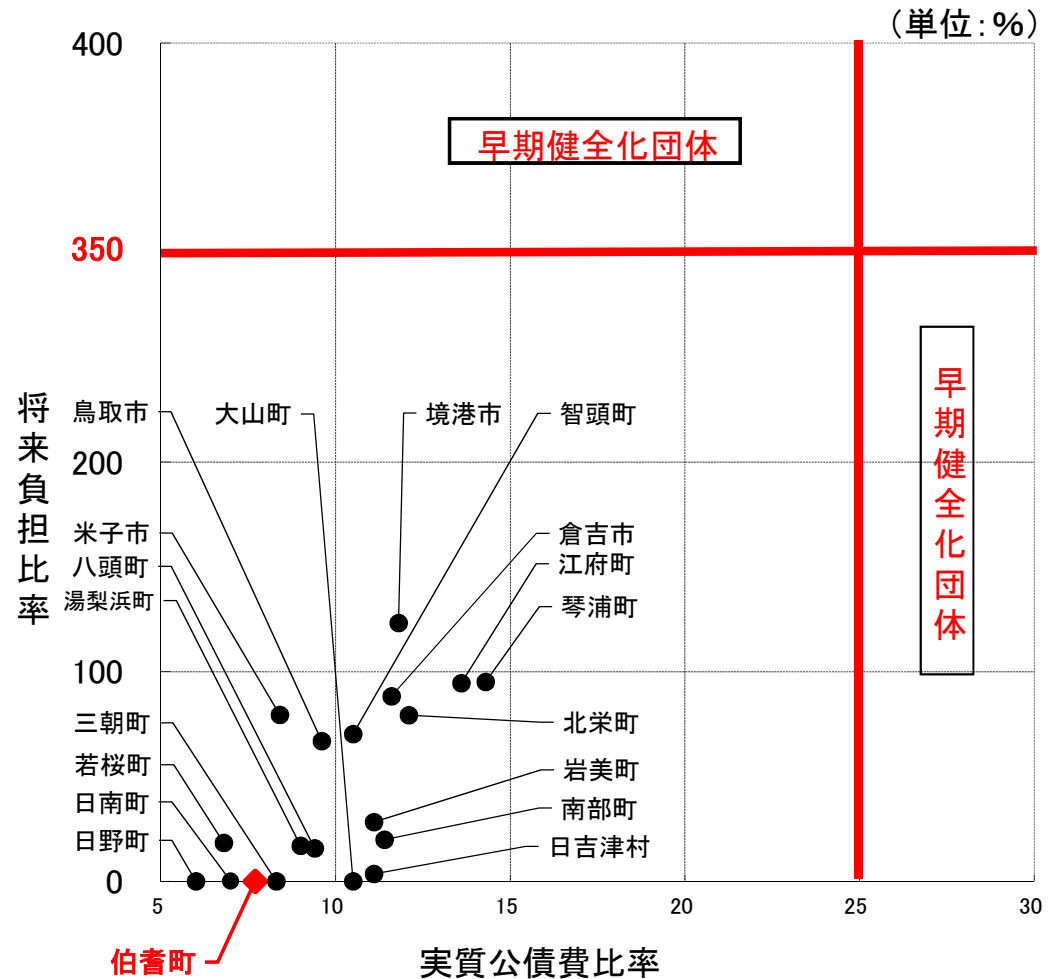 （単位：％）
400
早期健全化団体
350
早期健全化団体
将来負担比率
鳥取市
大山町
境港市
智頭町
200
米子市
倉吉市
八頭町
江府町
湯梨浜町
琴浦町
100
三朝町
北栄町
若桜町
岩美町
日南町
南部町
日野町
日吉津村
0
5
10
15
20
25
30
伯耆町
実質公債費比率